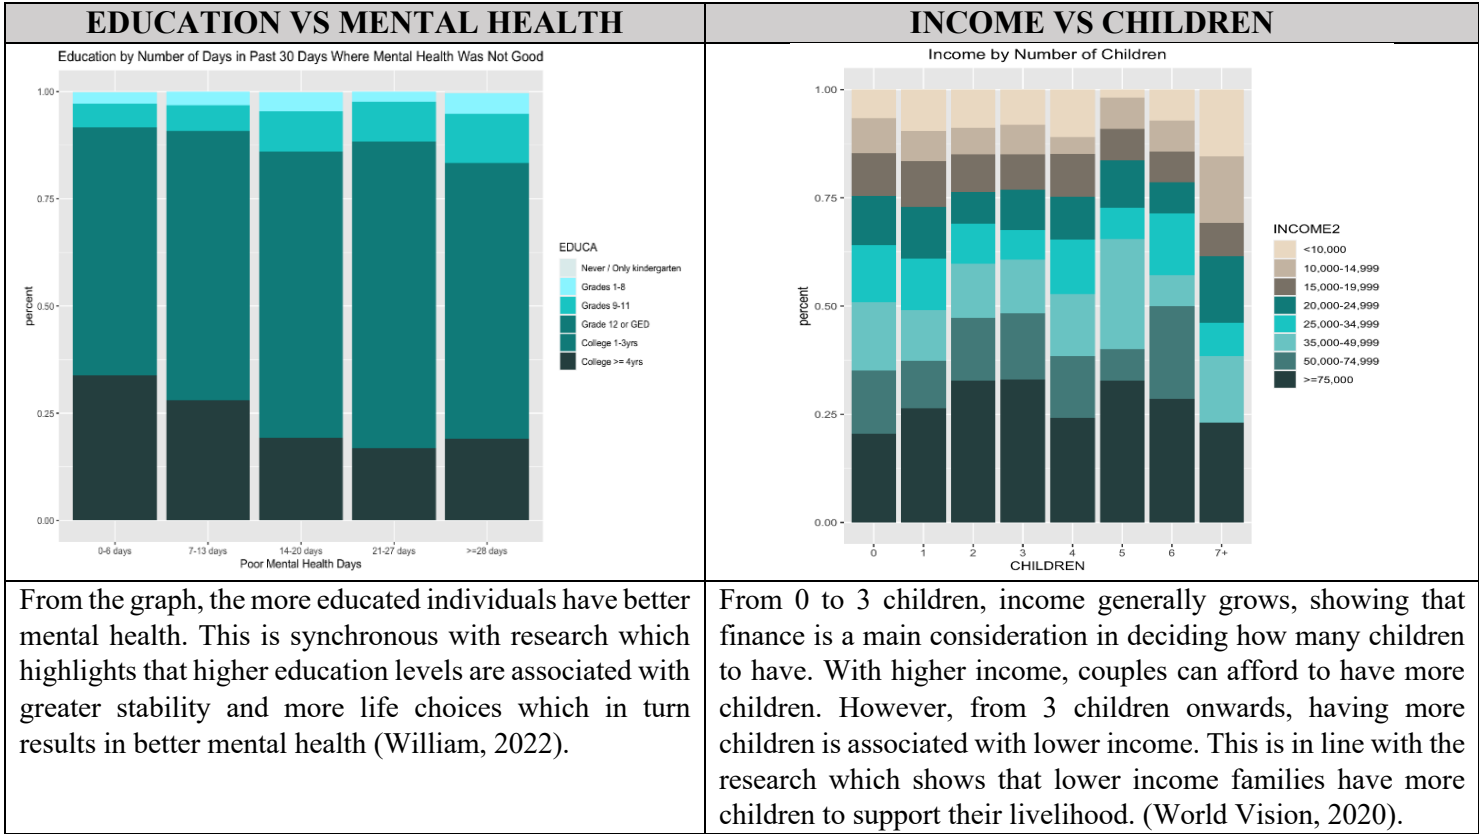 EDUCATION VS MENTAL HEALTH
INCOME VS CHILDREN
Education by Number of Days in Past 30 Days Where Mental Health Was Not Good
1.00
0.75
0.50
0.25
0.00
percent
0-6 days
7-13 days
14-20 days
21-27 days
>=28 days
Poor Mental Health Days
EDUCA
Never / Only kindergarten
Grades 1-8
Grades 9-11
Grade 12 or GED
College 1-3yrs
College >= 4yrs
Income by Number of Children
1.00
0.75
0.50
0.25
0.00
percent
0
1
2
3
4
5
6
7+
CHILDREN
INCOME2
<10,000
10,000-14,999
15,000-19,999
20,000-24,999
25,000-34,999
35,000-49,999
50,000-74,999
>=75,000
From the graph, the more educated individuals have better
mental health. This is synchronous with research which
highlights that higher education levels are associated with
greater stability and more life choices which in turn
results in better mental health (William, 2022).
From 0 to 3 children, income generally grows, showing that
finance is a main consideration in deciding how many children
to have. With higher income, couples can afford to have more
children. However, from 3 children onwards, having more
children is associated with lower income. This is in line with the
research which shows that lower income families have more
children to support their livelihood. (World Vision, 2020).